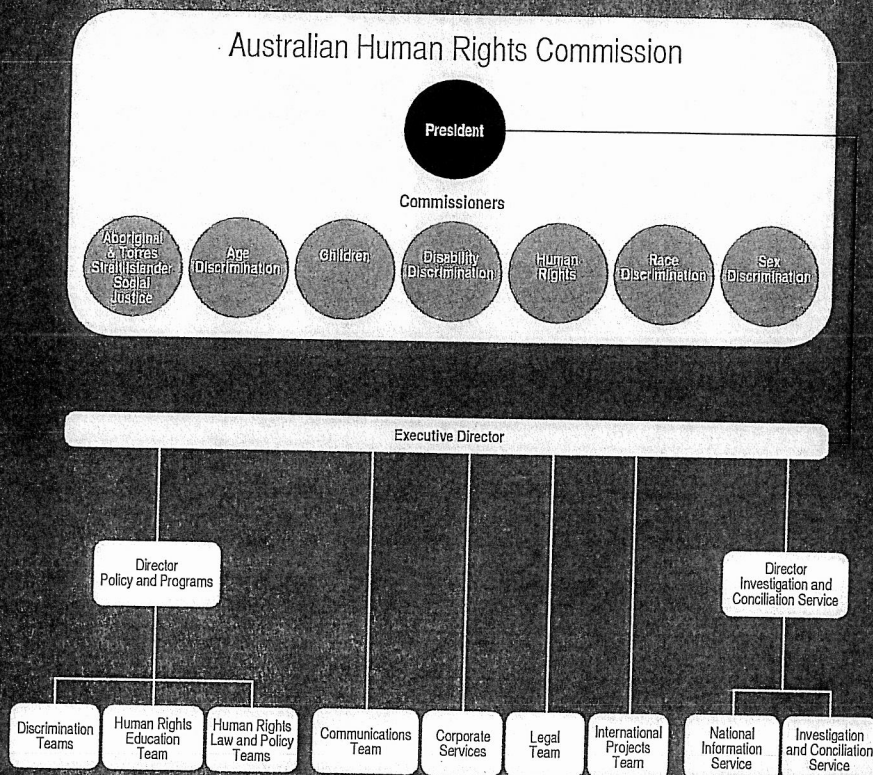 Australian Human Rights Commission
President
Commissioners
Aboriginal
& Torres
Strait Islander
Social
Justice
Age
Discrimination
Children
Disability
Discrimination
Human
Rights
Race
Discrimination
Sex
Discrimination
Executive Director
Director
Policy and Programs
Director
Investigation and
Conciliation Service
Discrimination
Teams
Human Rights
Education
Team
Human Rights
Law and Policy
Teams
Communications
Team
Corporate
Services
Legal
Team
International
Projects
Team
National
Information
Service
Investigation
and Conciliation
Service